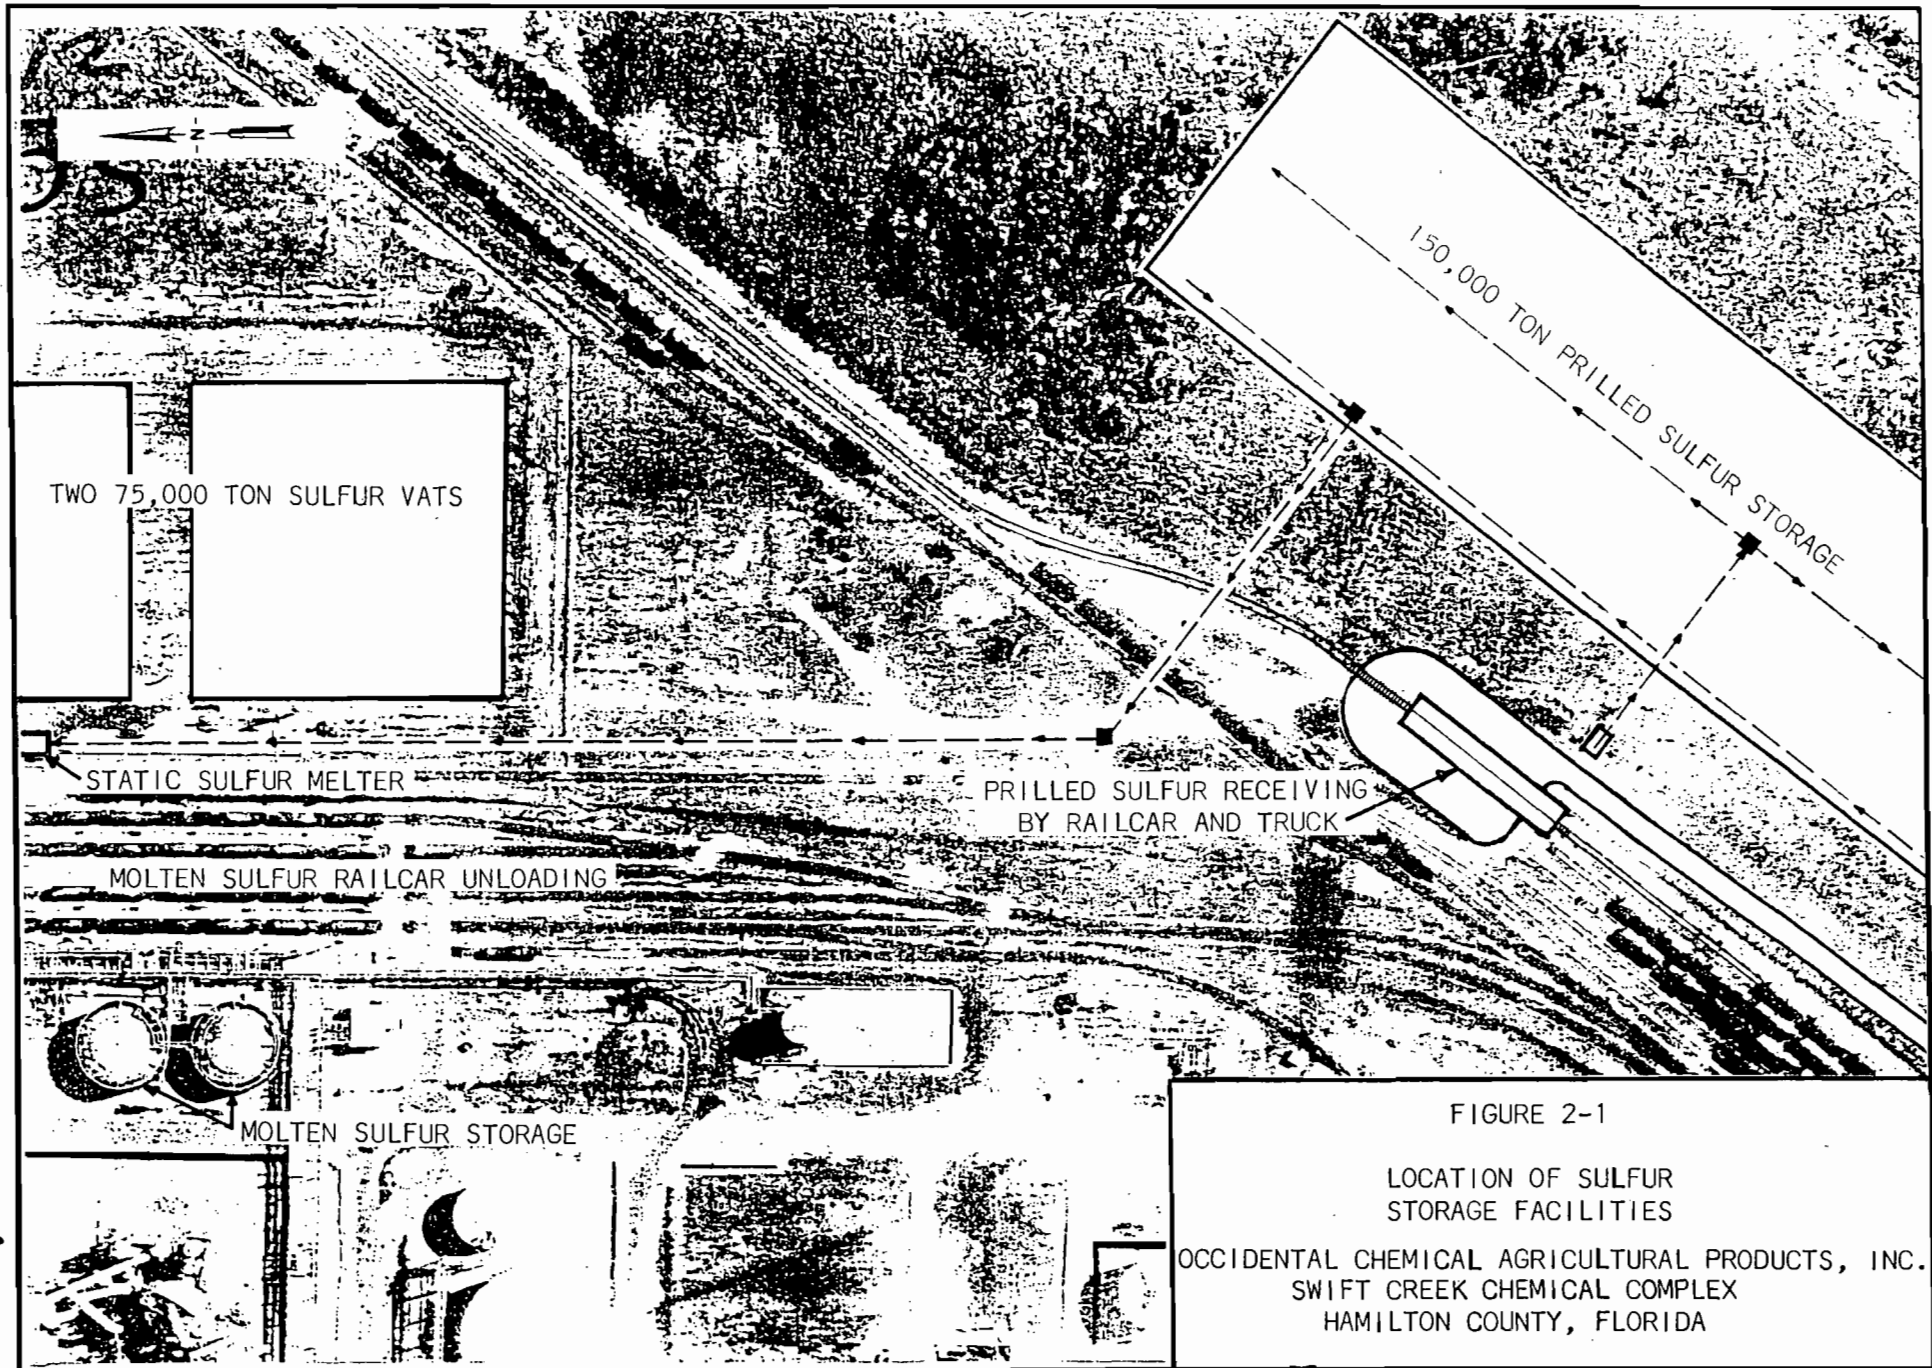 N
150,000 TON PRILLED SULFUR STORAGE
TWO 75,000 TON SULFUR VATS
STATIC SULFUR MELTER
PRILLED SULFUR RECEIVING
BY RAILCAR AND TRUCK
MOLTEN SULFUR RAILCAR UNLOADING
MOLTEN SULFUR STORAGE
FIGURE 2-1
LOCATION OF SULFUR
STORAGE FACILITIES
OCCIDENTAL CHEMICAL AGRICULTURAL PRODUCTS, INC.
SWIFT CREEK CHEMICAL COMPLEX
HAMILTON COUNTY, FLORIDA